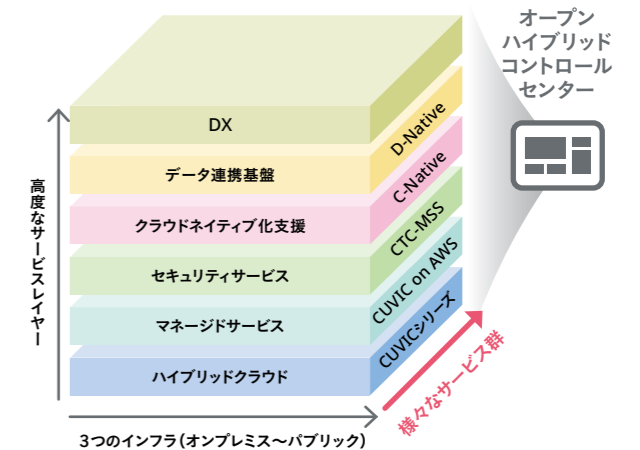 オープン
ハイブリッド
コントロール
センター
DX
データ連携基盤
D-Native
クラウドネイティブ化支援
C-Native
セキュリティサービス
CTC-MSS
マネージドサービス
CUVIC on AWS
ハイブリッドクラウド
CUVICシリーズ
高度なサービスレイヤー
様々なサービス群
3つのインフラ（オンプレミス〜パブリック）